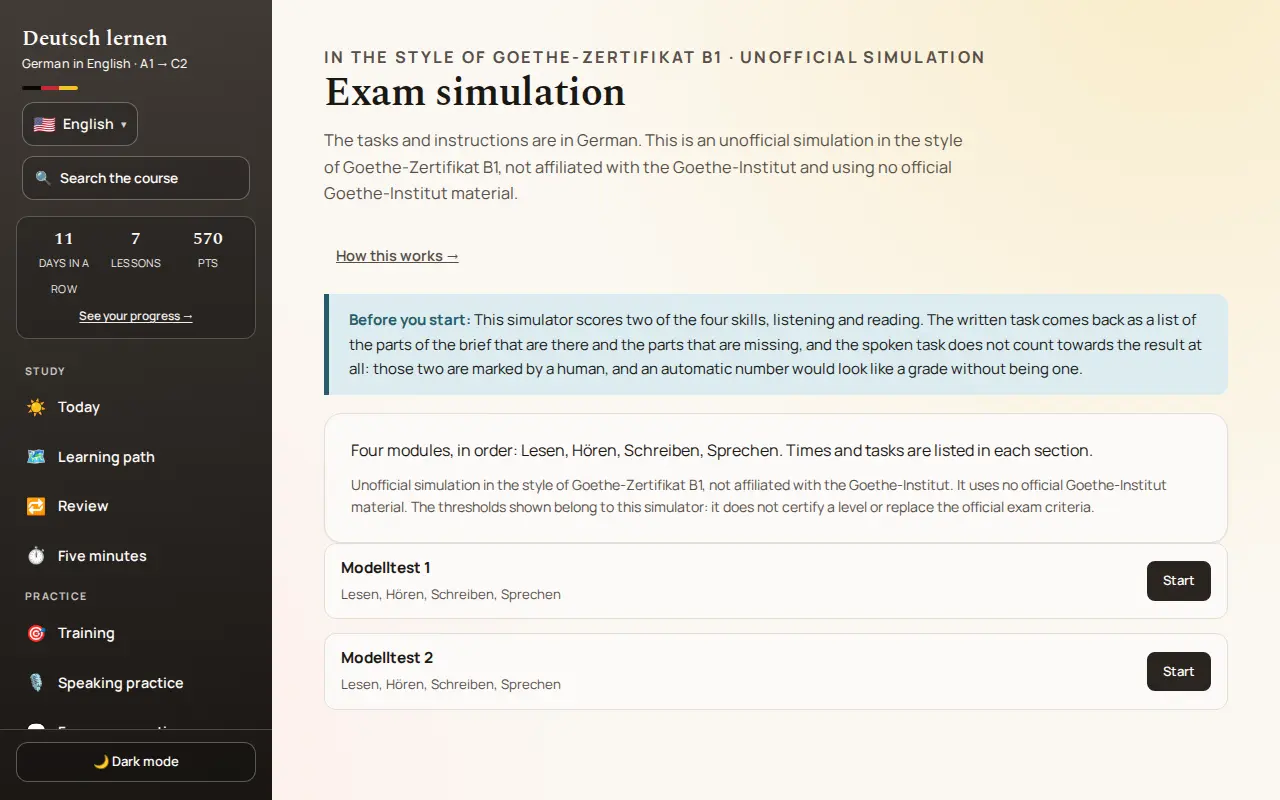 Deutsch lernen
German in English · A1 → C2
English ▾
Search the course
11 7 570
DAYS IN A LESSONS PTS
ROW
See your progress →
STUDY
Today
Learning path
Review
Five minutes
PRACTICE
Training
Speaking practice
Dark mode
IN THE STYLE OF GOETHE-ZERTIFIKAT B1 · UNOFFICIAL SIMULATION
Exam simulation
The tasks and instructions are in German. This is an unofficial simulation in the style
of Goethe-Zertifikat B1, not affiliated with the Goethe-Institut and using no official
Goethe-Institut material.
How this works →
Before you start: This simulator scores two of the four skills, listening and reading. The written task comes back as a list of
the parts of the brief that are there and the parts that are missing, and the spoken task does not count towards the result at
all: those two are marked by a human, and an automatic number would look like a grade without being one.
Four modules, in order: Lesen, Hören, Schreiben, Sprechen. Times and tasks are listed in each section.
Unofficial simulation in the style of Goethe-Zertifikat B1, not affiliated with the Goethe-Institut. It uses no official Goethe-Institut
material. The thresholds shown belong to this simulator: it does not certify a level or replace the official exam criteria.
Modelltest 1
Lesen, Hören, Schreiben, Sprechen
Start
Modelltest 2
Lesen, Hören, Schreiben, Sprechen
Start